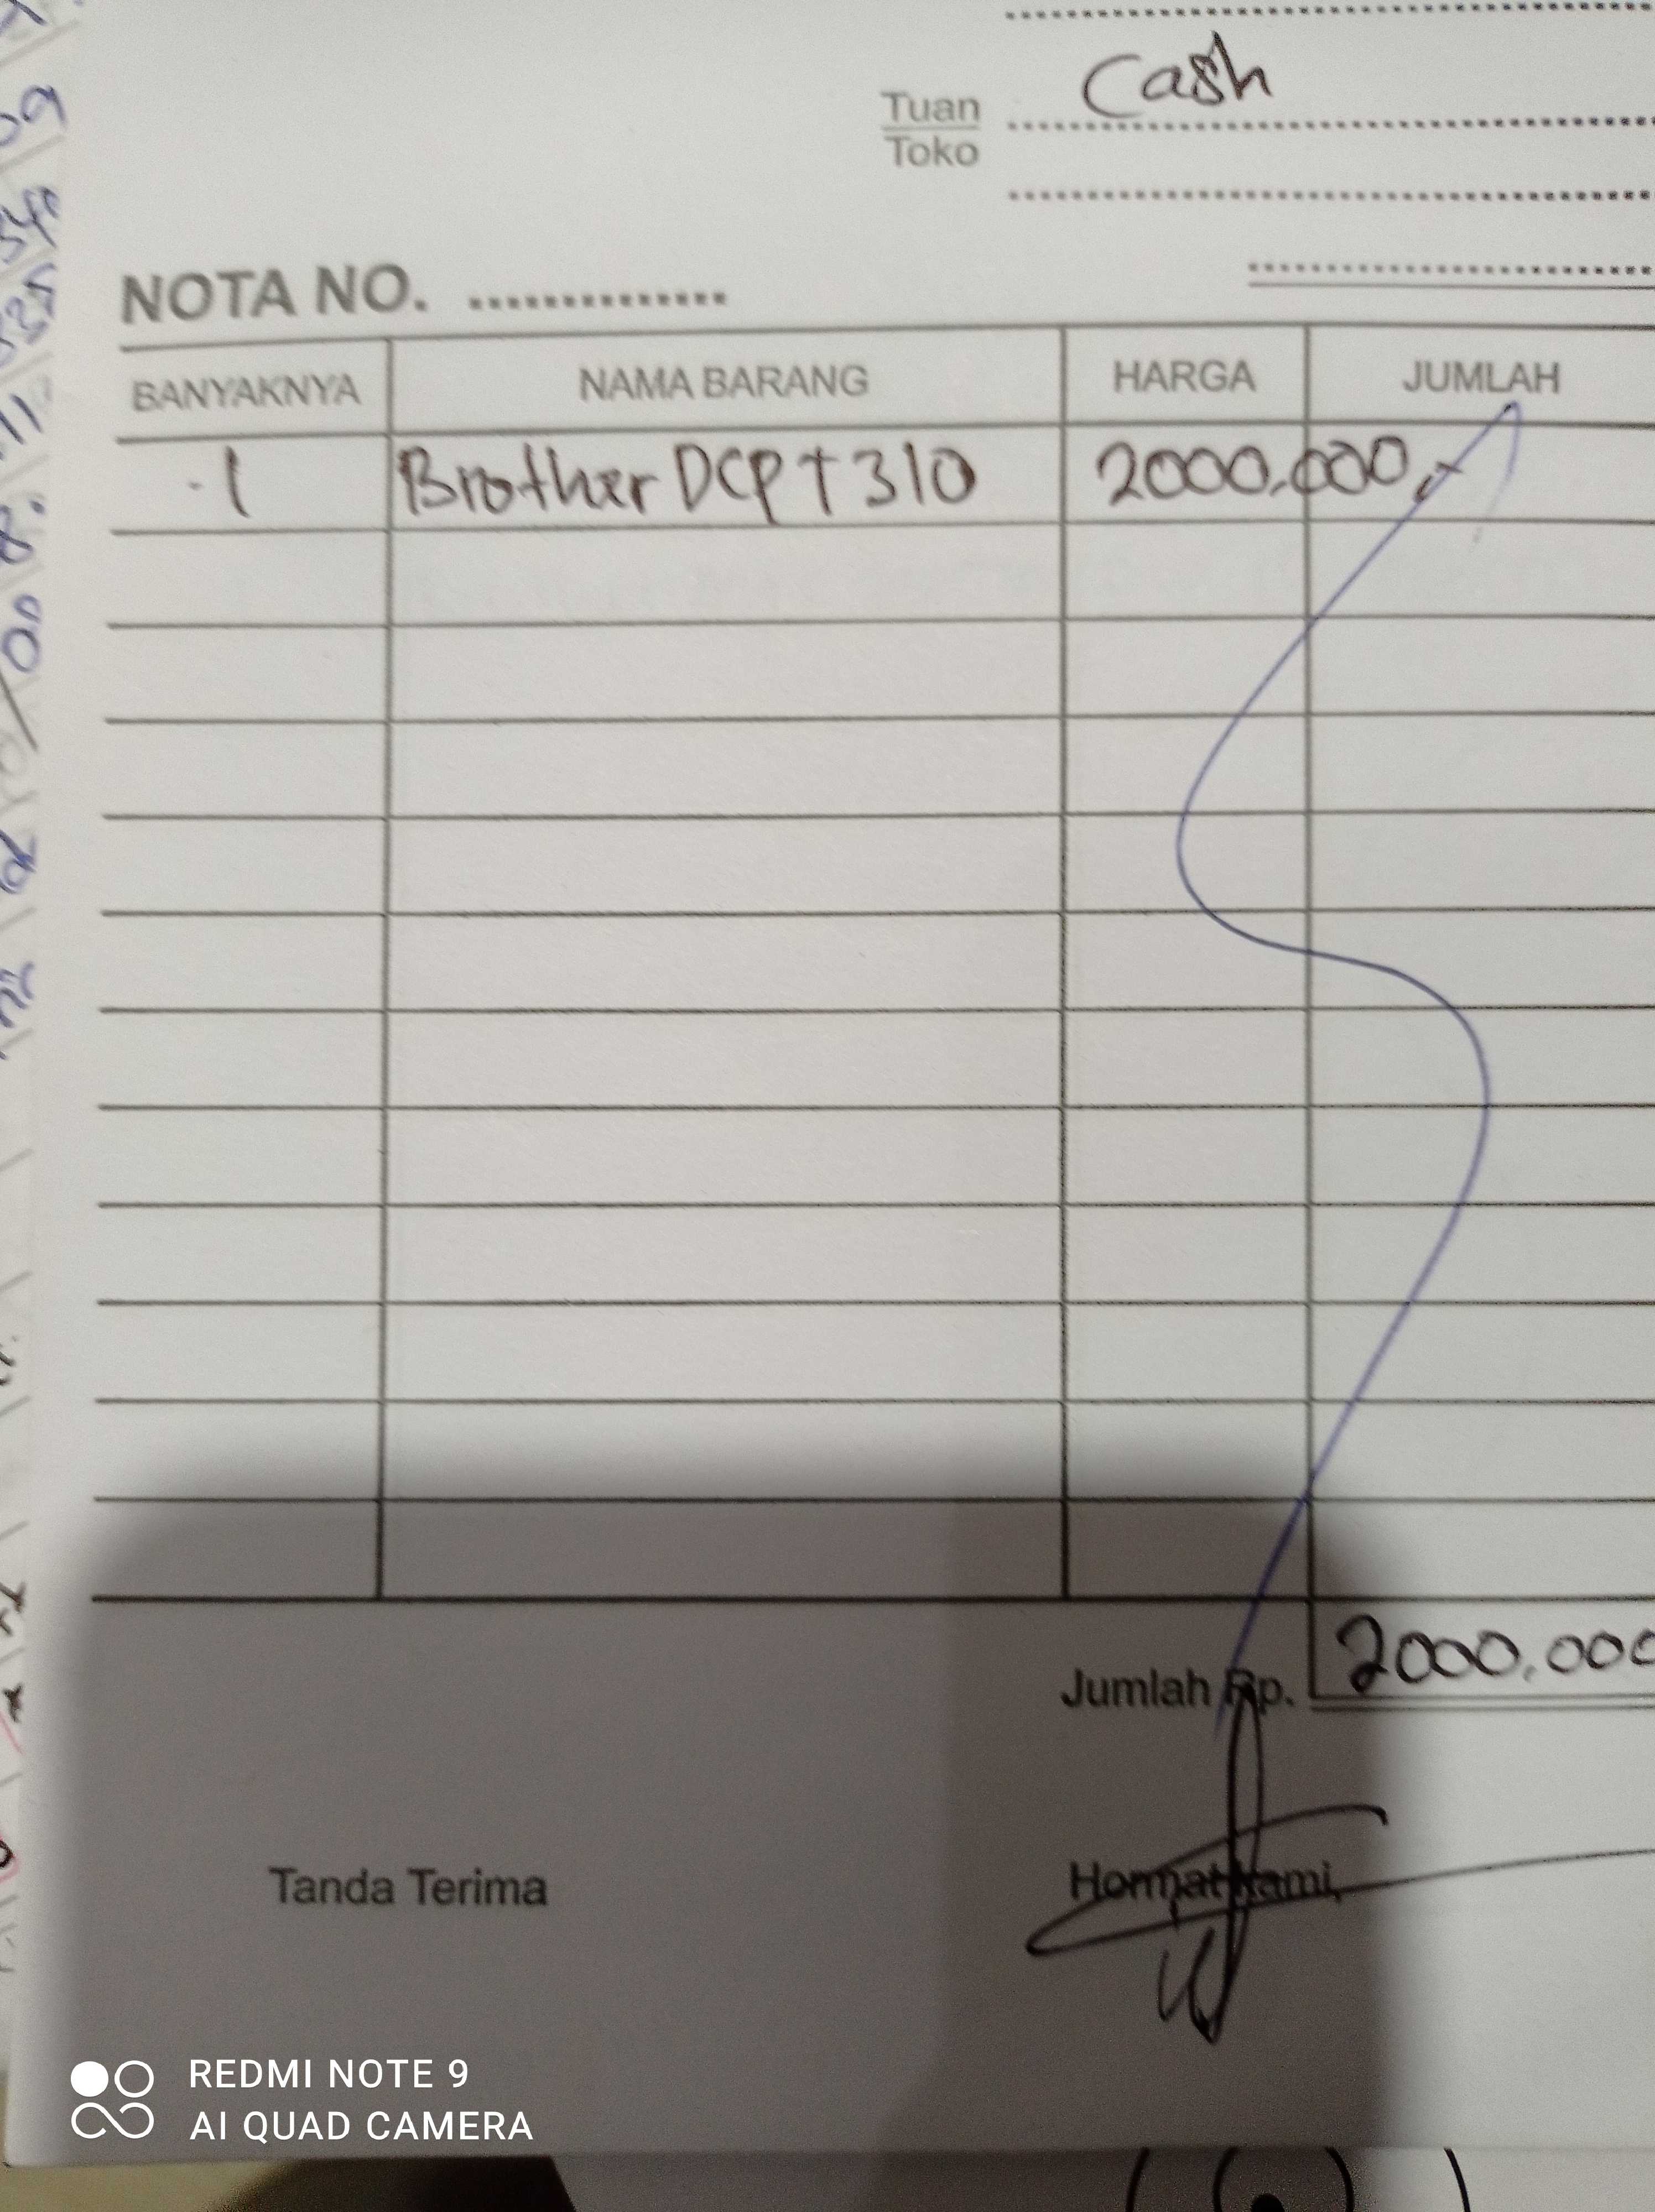 Cash
Tuan
Toko
NOTA NO. ..............
BANYAKNYA NAMA BARANG HARGA JUMLAH
1 Brother DCP T 310 2000.000,-
Jumlah Rp. 2000.000
Tanda Terima Hormat kami,
REDMI NOTE 9
AI QUAD CAMERA